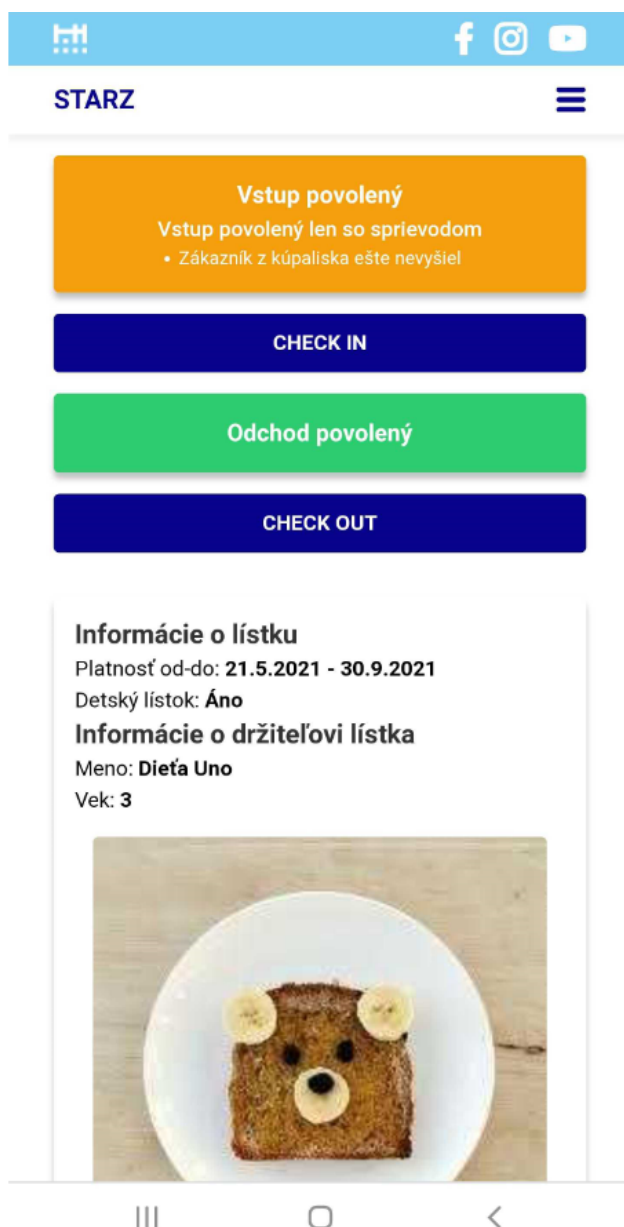 STARZ
Vstup povolený
Vstup povolený len so sprievodom
• Zákazník z kúpaliska ešte nevyšiel
CHECK IN
Odchod povolený
CHECK OUT
Informácie o lístku
Platnosť od-do: 21.5.2021 - 30.9.2021
Detský lístok: Áno
Informácie o držiteľovi lístka
Meno: Dieťa Uno
Vek: 3